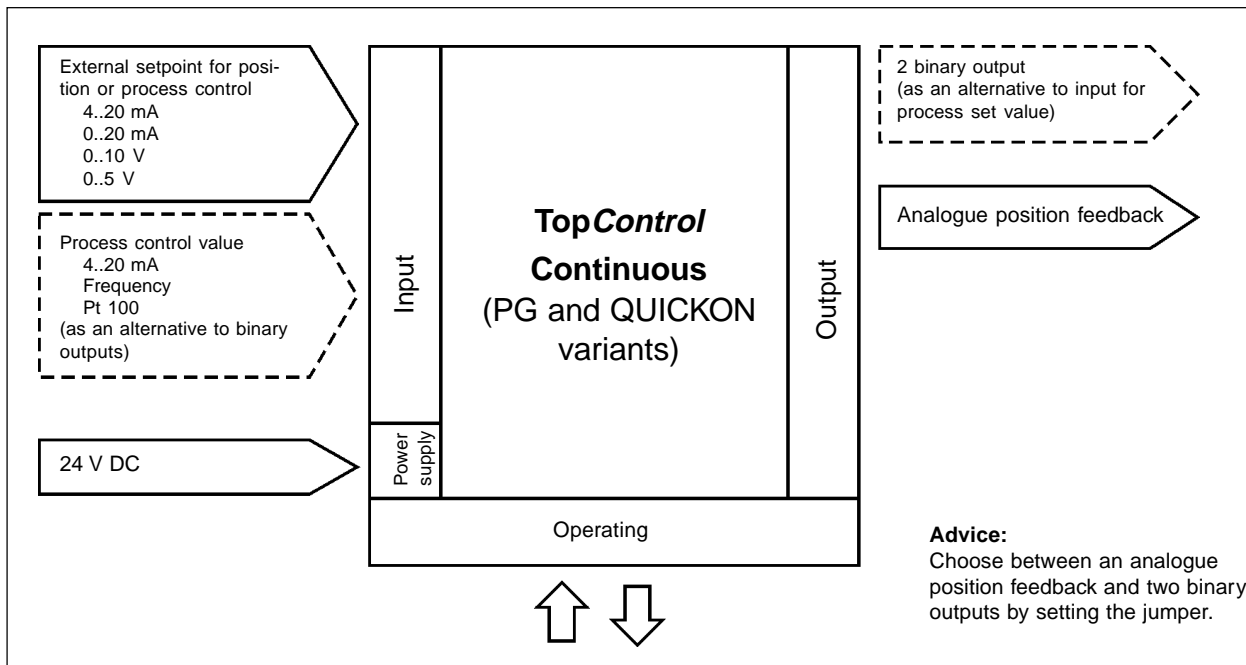 External setpoint for posi-
tion or process control
4..20 mA
0..20 mA
0..10 V
0..5 V
Process control value
4..20 mA
Frequency
Pt 100
(as an alternative to binary
outputs)
24 V DC
Input
Power
supply
TopControl
Continuous
(PG and QUICKON
variants)
Operating
Output
2 binary output
(as an alternative to input for
process set value)
Analogue position feedback
Advice:
Choose between an analogue
position feedback and two binary
outputs by setting the jumper.